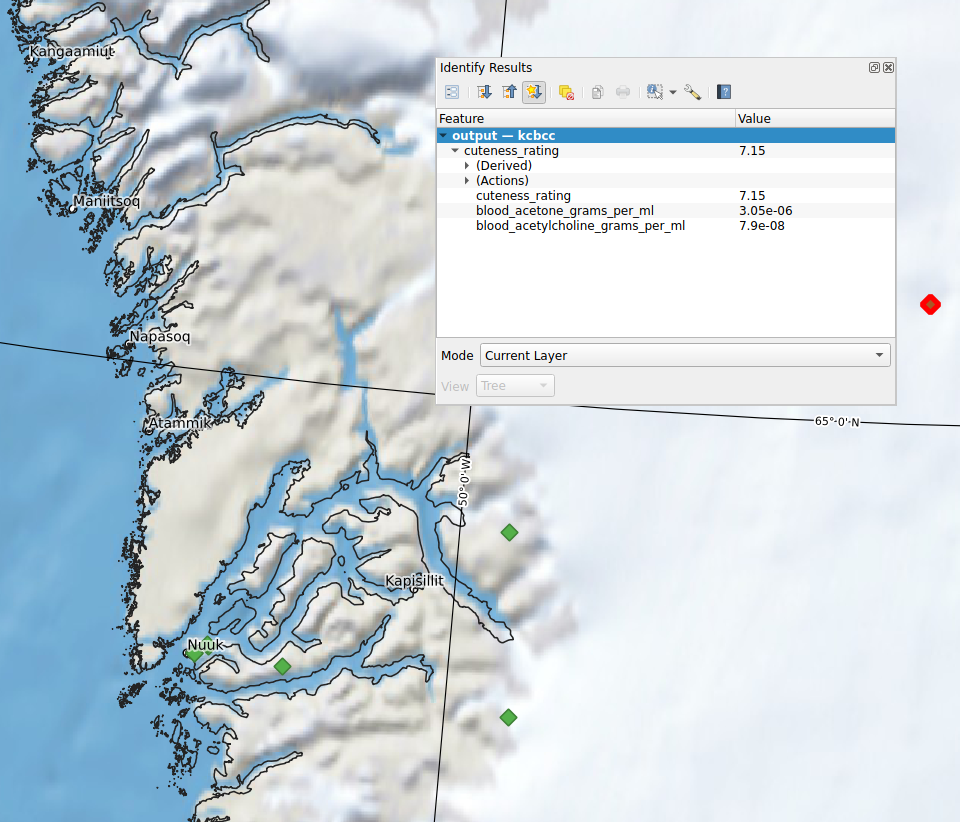 Kangaamiut
Identify Results
Feature Value
output — kcbcc
cuteness_rating 7.15
(Derived)
(Actions)
cuteness_rating 7.15
blood_acetone_grams_per_ml 3.05e-06
blood_acetylcholine_grams_per_ml 7.9e-08
Maniitsoq
Napasoq
Mode Current Layer
View Tree
Atammik
65°-0'-N
50°-0'-W
Kapisillit
Nuuk